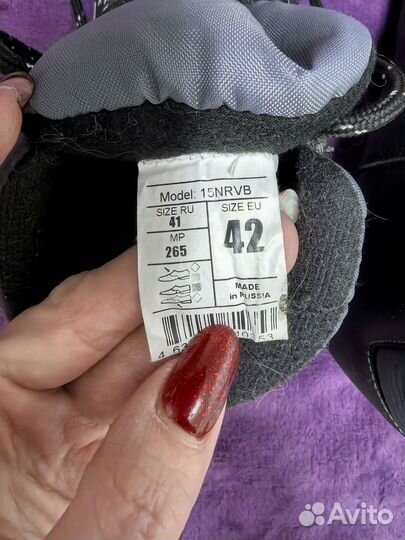 Model: 15NRVB
SIZE RU
41
MP
265
SIZE EU
42
MADE
in RUSSIA
Avito